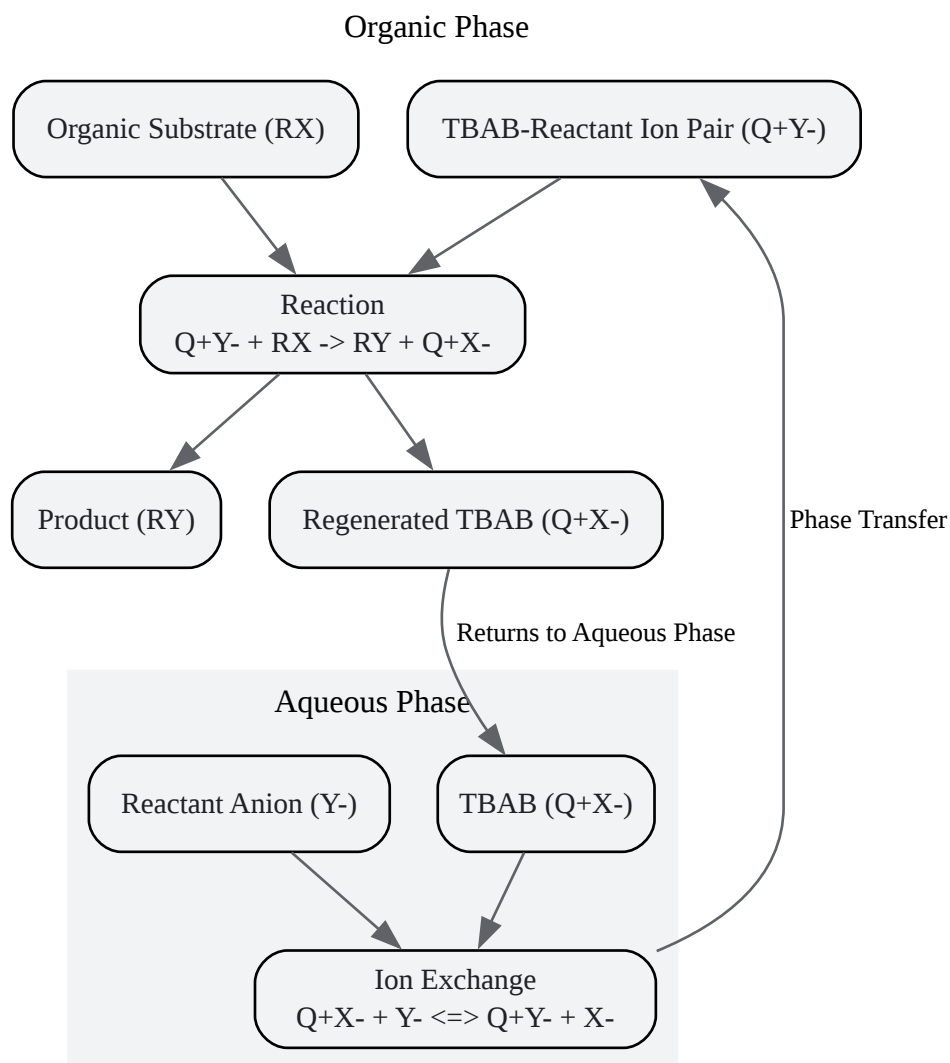 Organic Phase
Organic Substrate (RX)
TBAB-Reactant Ion Pair (Q+Y-)
Reaction
Q+Y- + RX -> RY + Q+X-
Product (RY)
Regenerated TBAB (Q+X-)
Phase Transfer
Returns to Aqueous Phase
Aqueous Phase
Reactant Anion (Y-)
TBAB (Q+X-)
Ion Exchange
Q+X- + Y- <=> Q+Y- + X-